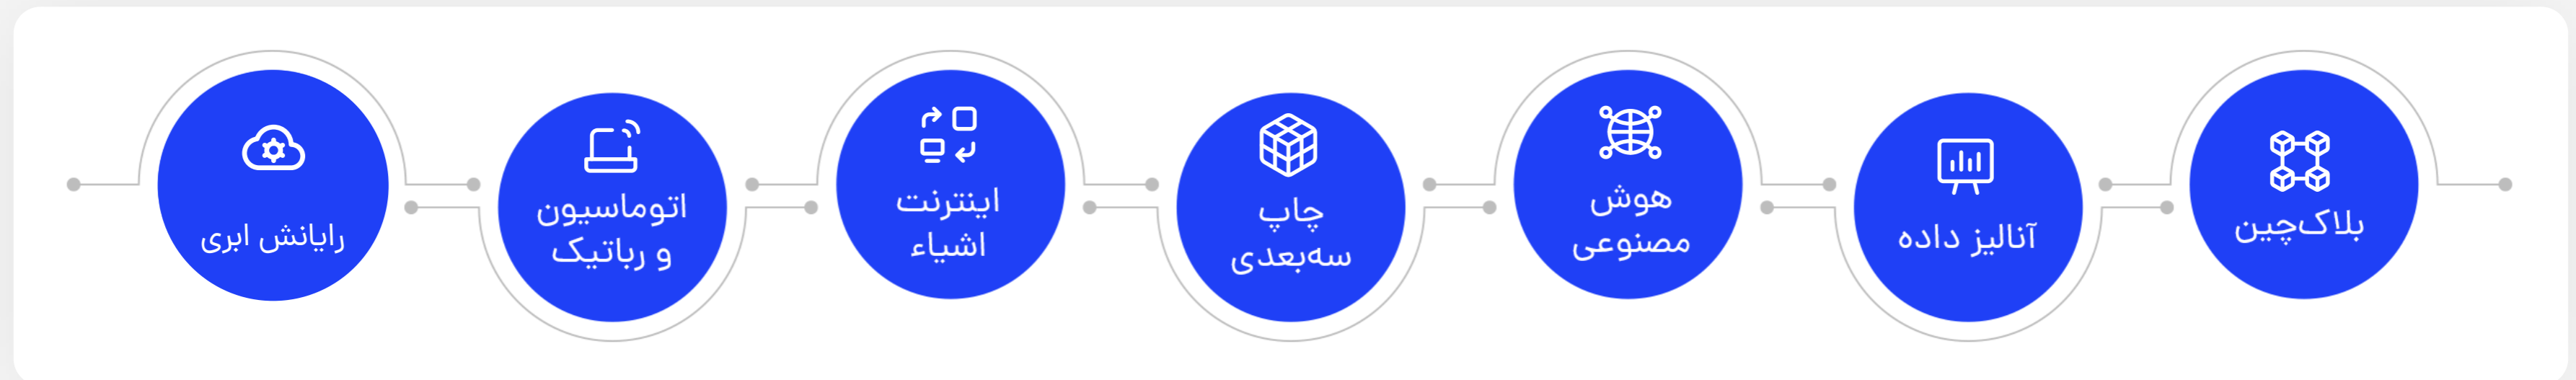 بلاک‌چین
آنالیز داده
هوش
مصنوعی
چاپ
سه‌بعدی
اینترنت
اشیاء
اتوماسیون
و رباتیک
رایانش ابری